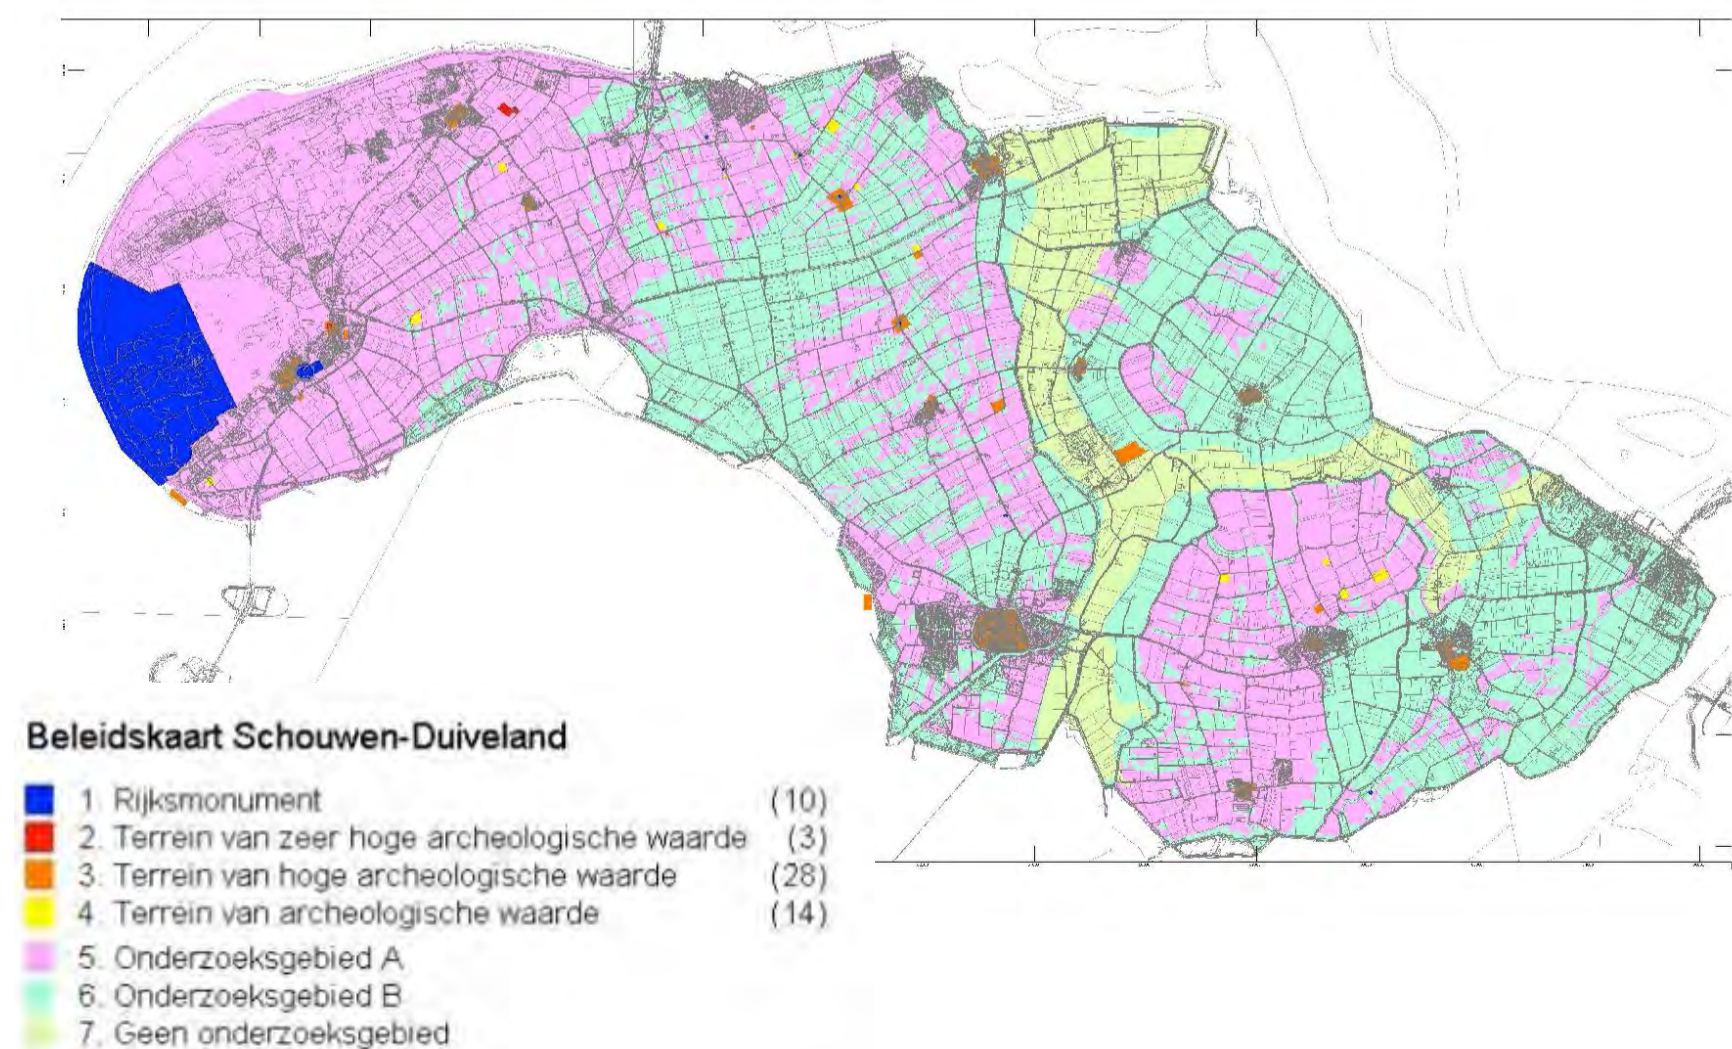 Beleidskaart Schouwen-Duiveland
1. Rijksmonument (10)
2. Terrein van zeer hoge archeologische waarde (3)
3. Terrein van hoge archeologische waarde (28)
4. Terrein van archeologische waarde (14)
5. Onderzoeksgebied A
6. Onderzoeksgebied B
7. Geen onderzoeksgebied